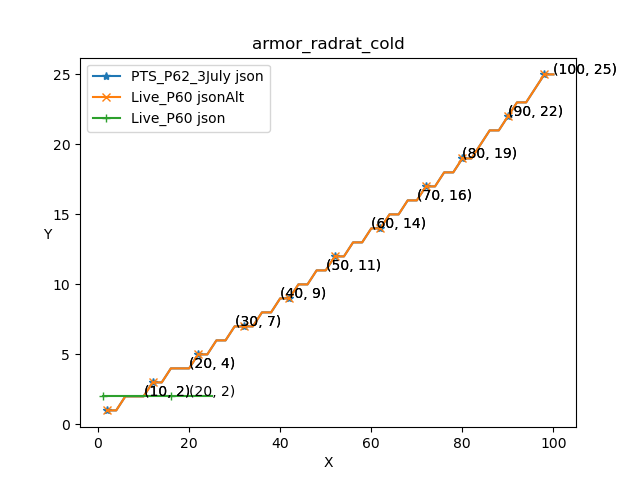 armor_radrat_cold
PTS_P62_3July json
Live_P60 jsonAlt
Live_P60 json
25
20
15
10
5
0
Y
(100, 25)
(90, 22)
(80, 19)
(70, 16)
(60, 14)
(50, 11)
(40, 9)
(30, 7)
(20, 4)
(10, 2) (20, 2)
0 20 40 60 80 100
X